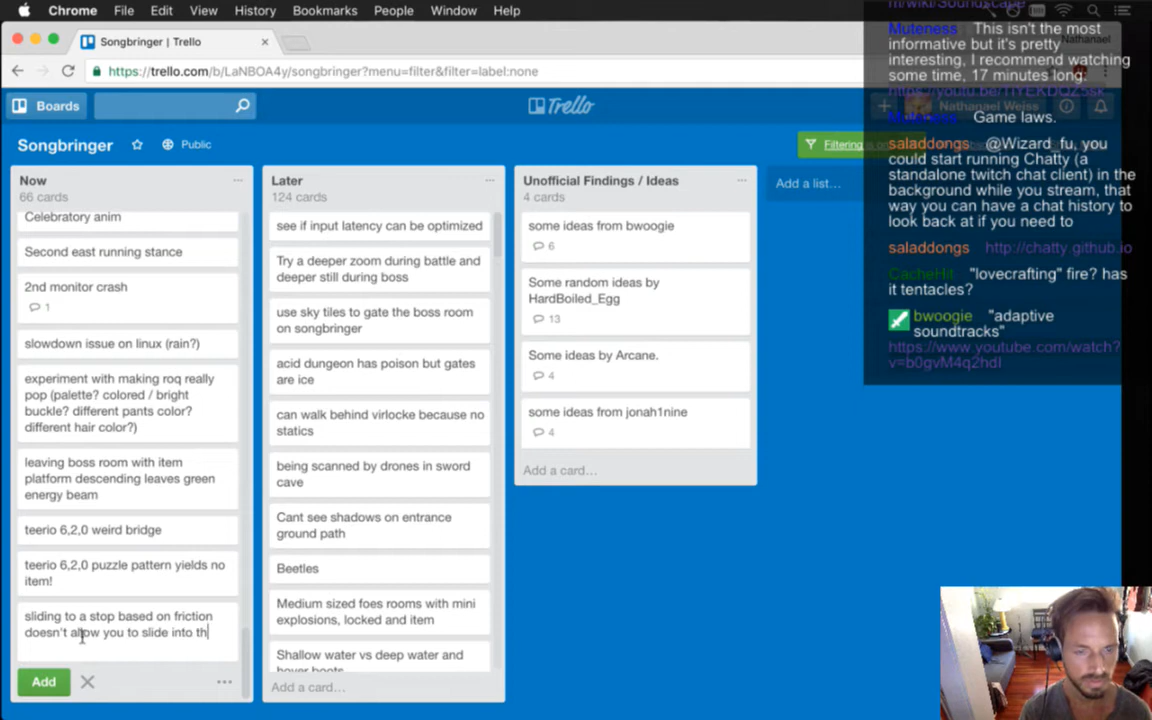 Chrome File Edit View History Bookmarks People Window Help
Songbringer | Trello
Nathanael
https://trello.com/b/LaNBOA4y/songbringer?menu=filter&filter=label:none
Boards
Trello
Nathanael Weiss
Songbringer
Public
Filtering is on
Now
66 cards
Celebratory anim
Second east running stance
2nd monitor crash
1
slowdown issue on linux (rain?)
experiment with making roq really
pop (palette? colored / bright
buckle? different pants color?
different hair color?)
leaving boss room with item
platform descending leaves green
energy beam
teerio 6,2,0 weird bridge
teerio 6,2,0 puzzle pattern yields no
item!
sliding to a stop based on friction
doesn't allow you to slide into th
Add
Later
124 cards
see if input latency can be optimized
Try a deeper zoom during battle and
deeper still during boss
use sky tiles to gate the boss room
on songbringer
acid dungeon has poison but gates
are ice
can walk behind virlocke because no
statics
being scanned by drones in sword
cave
Cant see shadows on entrance
ground path
Beetles
Medium sized foes rooms with mini
explosions, locked and item
Shallow water vs deep water and
hover boots
Add a card...
Unofficial Findings / Ideas
4 cards
some ideas from bwoogie
6
Some random ideas by
HardBoiled_Egg
13
Some ideas by Arcane.
4
some ideas from jonah1nine
4
Add a card...
Add a list...
m/wiki/Soundscape
Muteness This isn't the most
informative but it's pretty
interesting, I recommend watching
some time, 17 minutes long:
Muteness Game laws.
saladdongs @Wizard_fu, you
could start running Chatty (a
standalone twitch chat client) in the
background while you stream, that
way you can have a chat history to
look back at if you need to
saladdongs http://chatty.github.io
CacheHit "lovecrafting" fire? has
it tentacles?
bwoogie "adaptive
soundtracks"
https://www.youtube.com/watch?
v=b0gvM4q2hdI